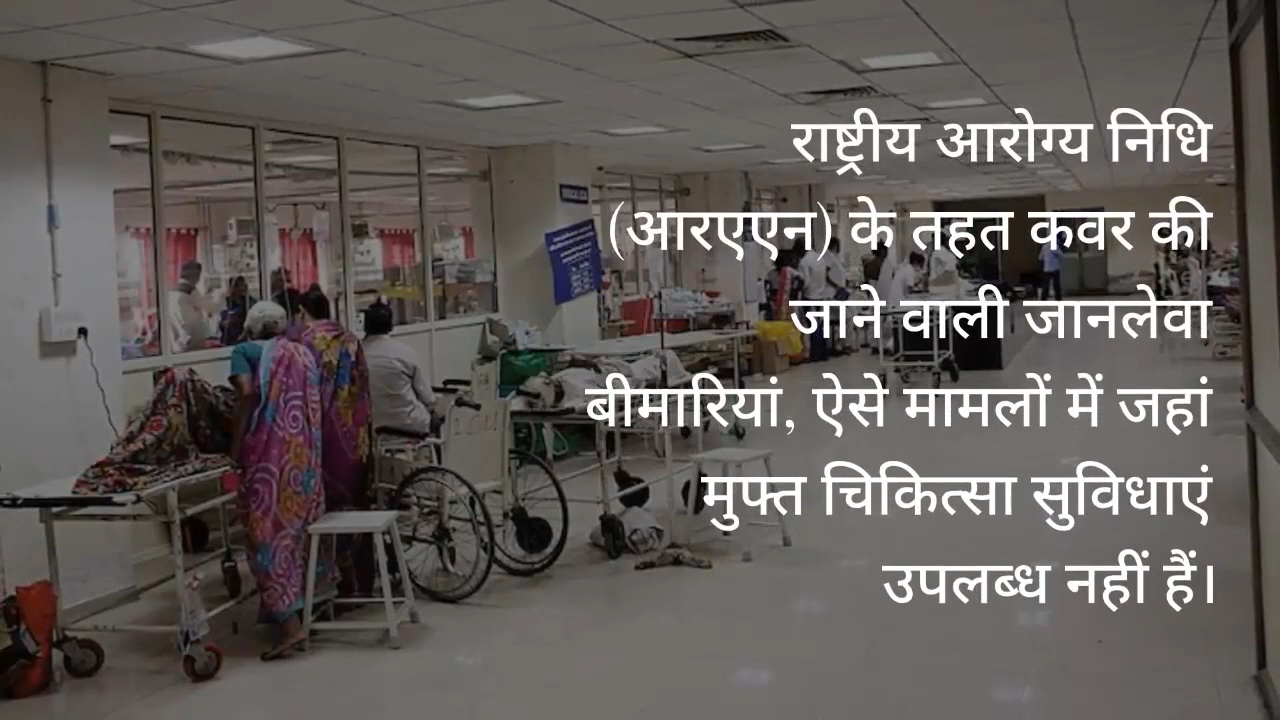 राष्ट्रीय आरोग्य निधि
(आरएएन) के तहत कवर की
जाने वाली जानलेवा
बीमारियां, ऐसे मामलों में जहां
मुफ्त चिकित्सा सुविधाएं
उपलब्ध नहीं हैं।